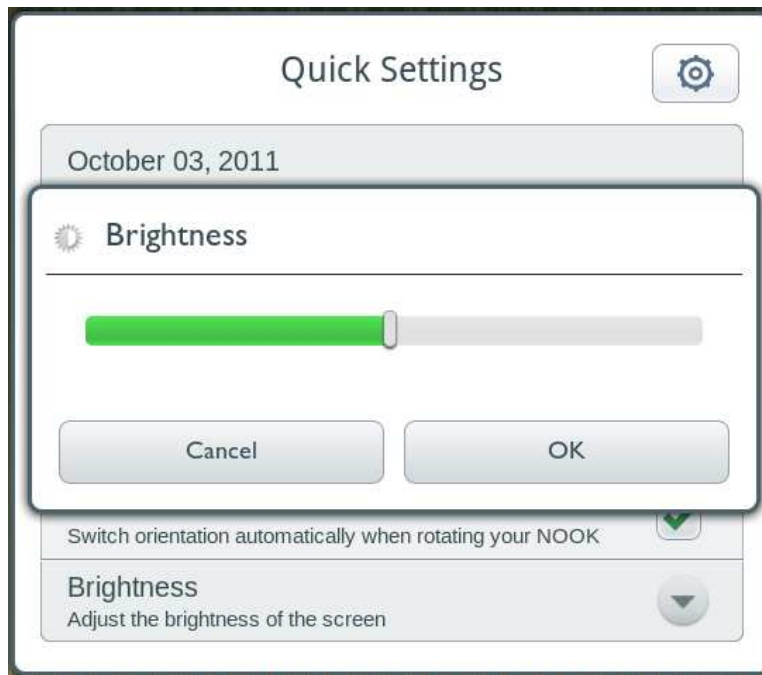 Quick Settings
October 03, 2011
Brightness
Cancel OK
Switch orientation automatically when rotating your NOOK
Brightness
Adjust the brightness of the screen